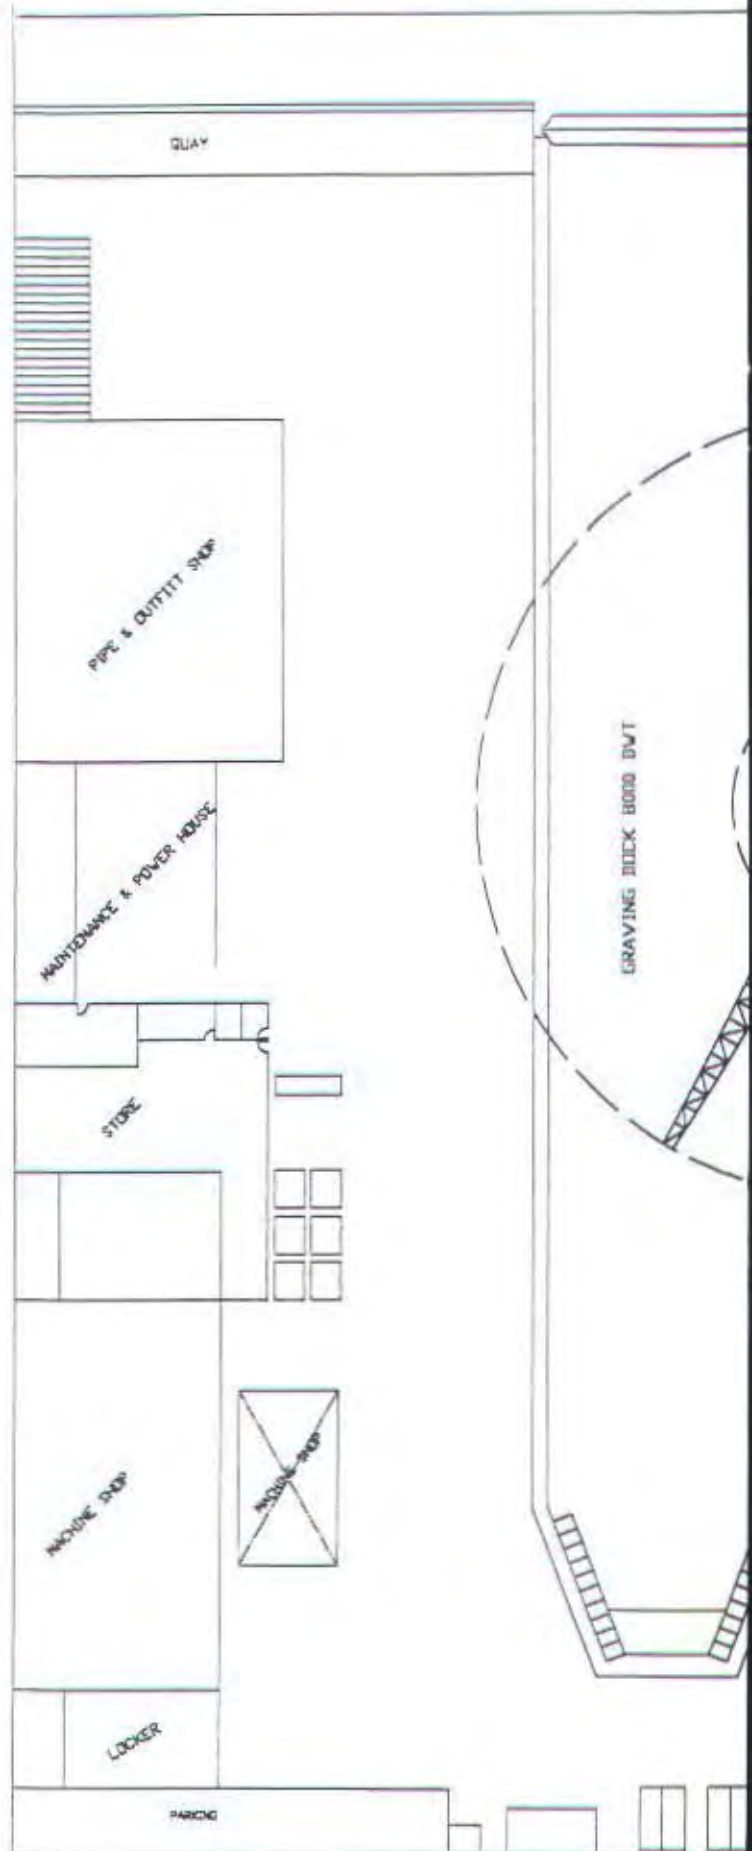 QUAY
PIPE & OUTFITT SHOP
MAINTENANCE & POWER HOUSE
GRAVING DOCK 8000 DWT
STORE
MACHINE SHOP
MACHINE SHOP
LOCKER
PARKING